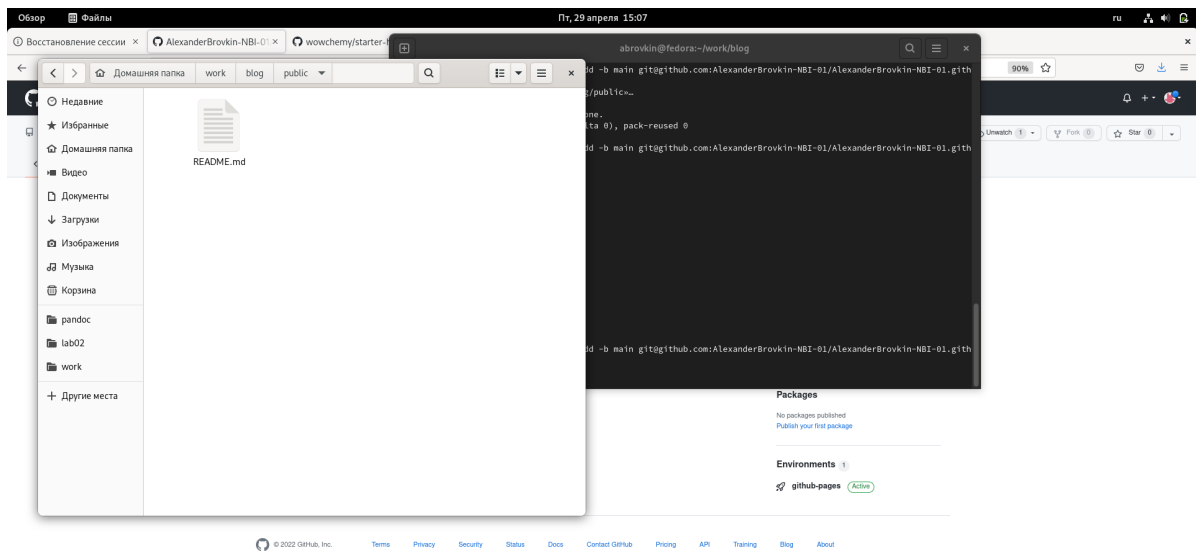 Обзор Файлы Пт, 29 апреля 15:07 ru
Восстановление сессии × AlexanderBrovkin-NBI-01 × wowchemy/starter-h
abrovkin@fedora:~/work/blog
Домашняя папка work blog public
90%
Недавние
Избранные
Домашняя папка
Видео
Документы
Загрузки
Изображения
Музыка
Корзина
pandoc
lab02
work
+ Другие места
README.md
dd -b main git@github.com:AlexanderBrovkin-NBI-01/AlexanderBrovkin-NBI-01.gith
g/public»…
one.
lta 0), pack-reused 0
dd -b main git@github.com:AlexanderBrovkin-NBI-01/AlexanderBrovkin-NBI-01.gith
dd -b main git@github.com:AlexanderBrovkin-NBI-01/AlexanderBrovkin-NBI-01.gith
Unwatch 1 Fork 0 Star 0
Packages
No packages published
Publish your first package
Environments 1
github-pages Active
© 2022 GitHub, Inc. Terms Privacy Security Status Docs Contact GitHub Pricing API Training Blog About